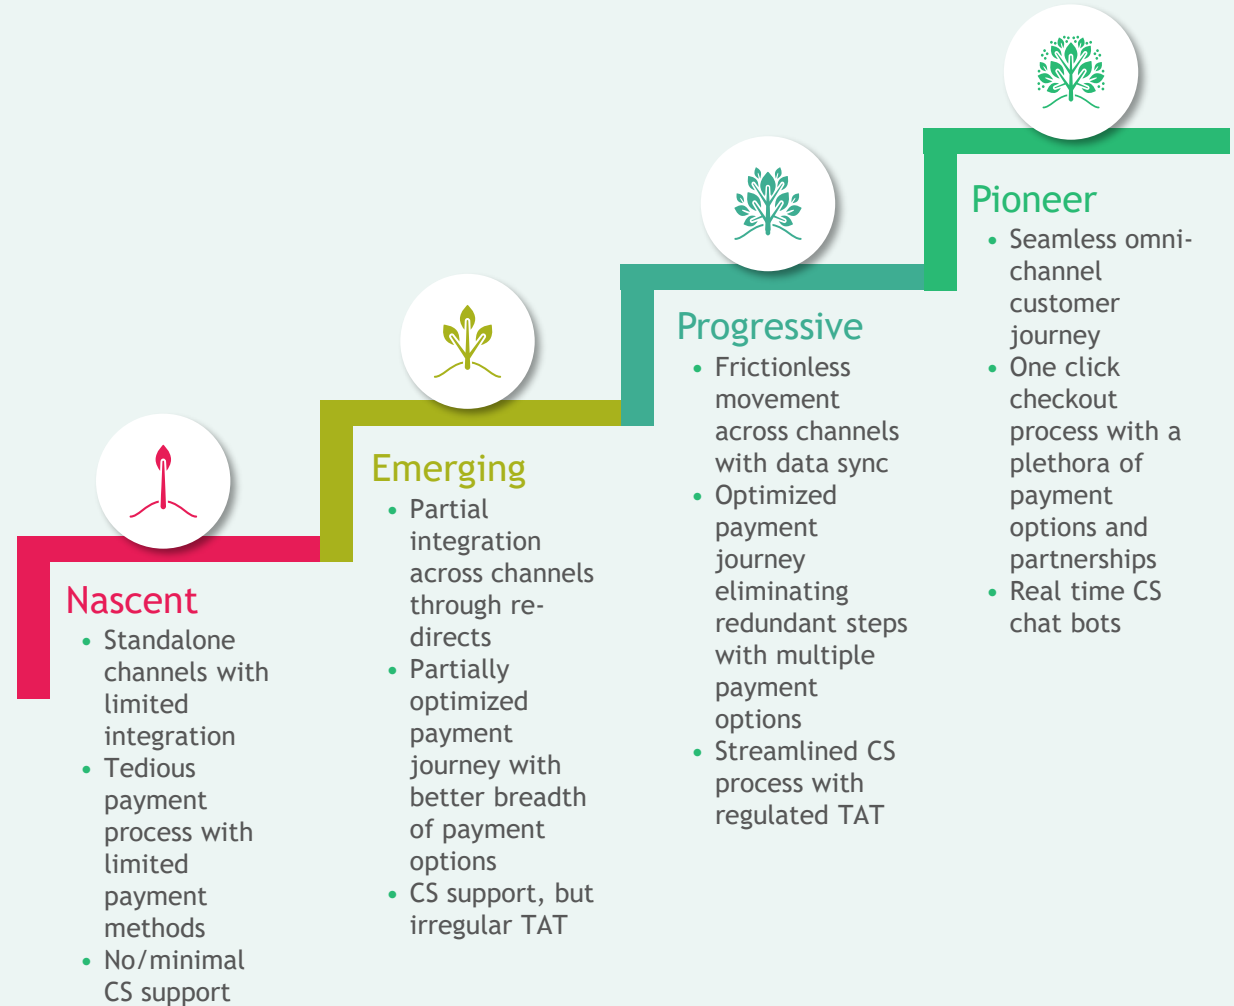 Nascent
• Standalone
channels with
limited
integration
• Tedious
payment
process with
limited
payment
methods
• No/minimal
CS support
Emerging
• Partial
integration
across channels
through re-
directs
• Partially
optimized
payment
journey with
better breadth
of payment
options
• CS support, but
irregular TAT
Progressive
• Frictionless
movement
across channels
with data sync
• Optimized
payment
journey
eliminating
redundant steps
with multiple
payment
options
• Streamlined CS
process with
regulated TAT
Pioneer
• Seamless omni-
channel
customer
journey
• One click
checkout
process with a
plethora of
payment
options and
partnerships
• Real time CS
chat bots